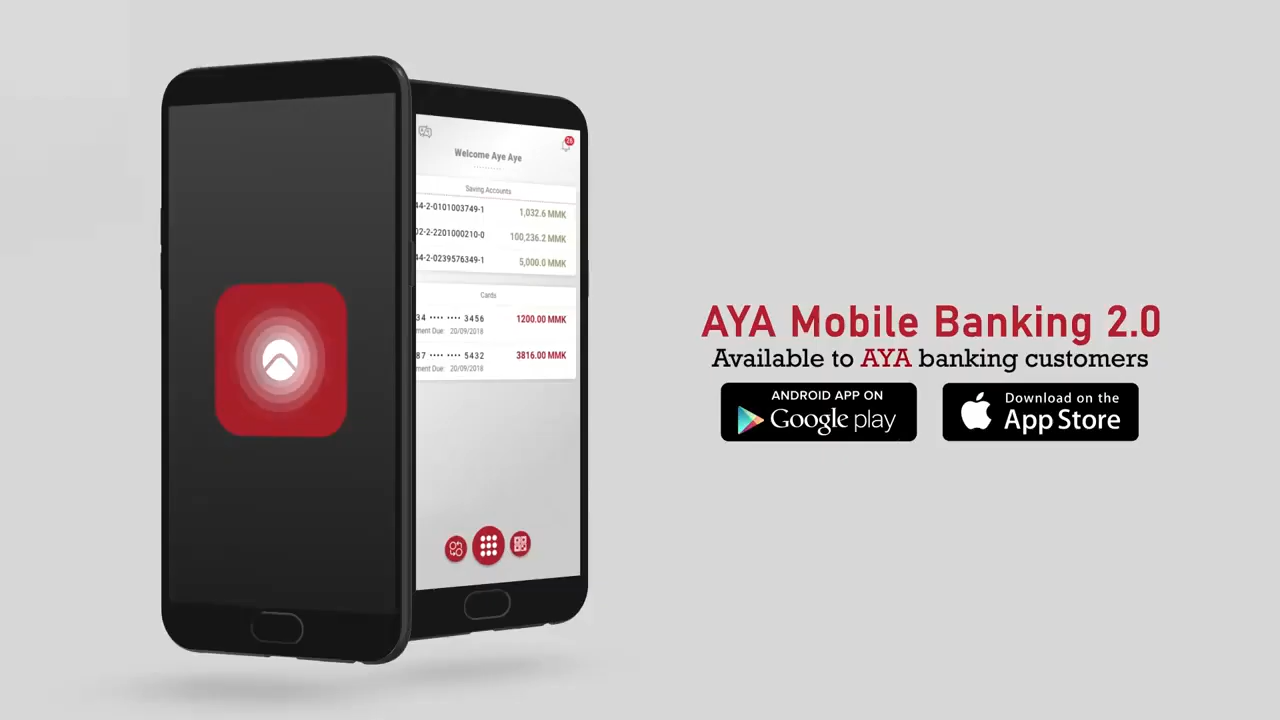 26
Welcome Aye Aye
Saving Accounts
44-2-0101003749-1 1,032.6 MMK
02-2-2201000210-0 100,236.2 MMK
44-2-0239576349-1 5,000.0 MMK
Cards
34 •••• •••• 3456 1200.00 MMK
ment Due: 20/09/2018
87 •••• •••• 5432 3816.00 MMK
ment Due: 20/09/2018
AYA Mobile Banking 2.0
Available to AYA banking customers
ANDROID APP ON
Google play
Download on the
App Store